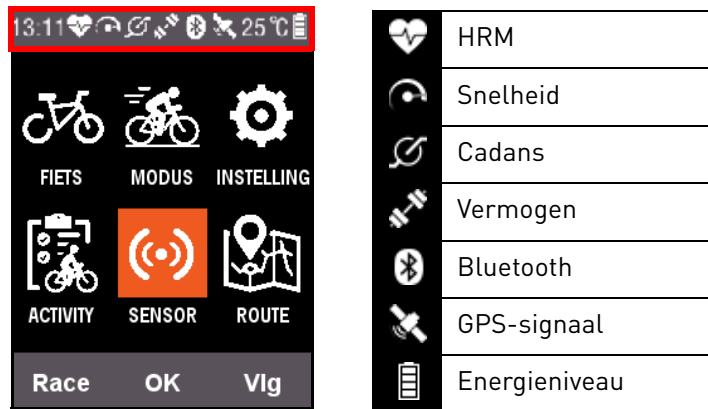 13:11 25℃
FIETS MODUS INSTELLING
ACTIVITY SENSOR ROUTE
Race OK Vlg
HRM
Snelheid
Cadans
Vermogen
Bluetooth
GPS-signaal
Energieniveau